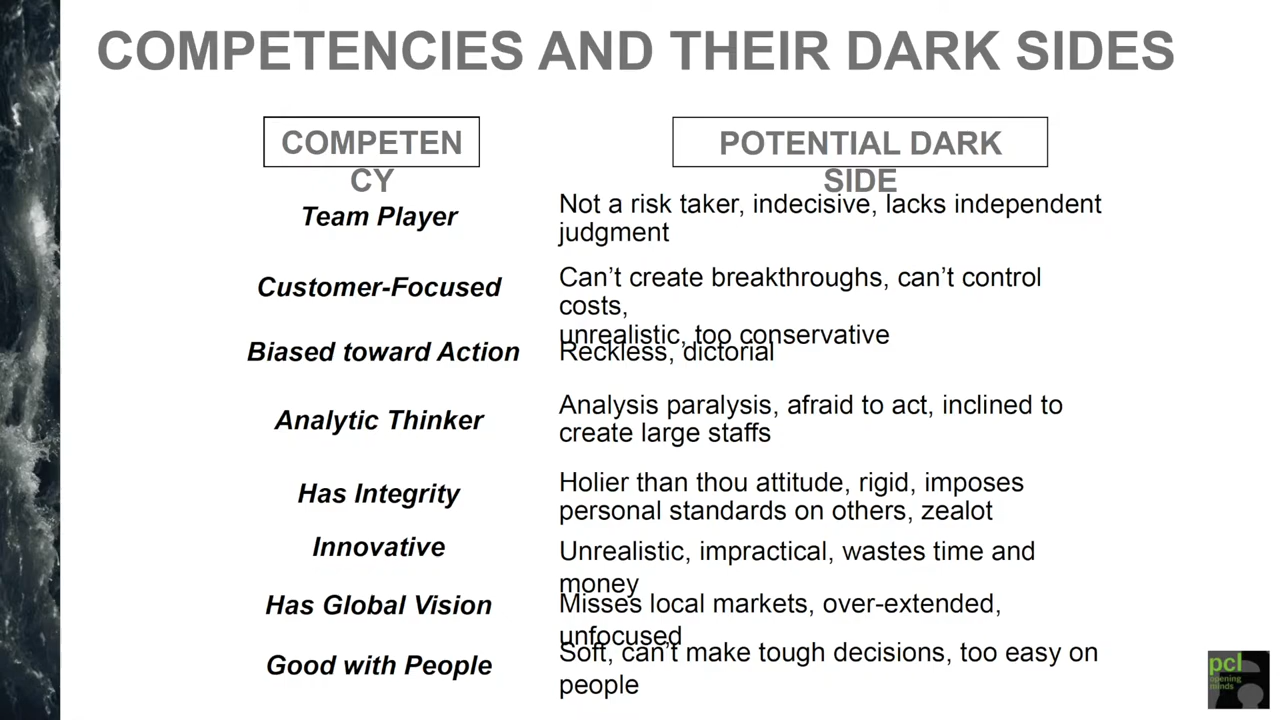 COMPETENCIES AND THEIR DARK SIDES
COMPETEN
CY
POTENTIAL DARK
SIDE
Team Player
Not a risk taker, indecisive, lacks independent
judgment
Customer-Focused
Can’t create breakthroughs, can’t control
costs,
unrealistic, too conservative
Biased toward Action
Reckless, dictorial
Analytic Thinker
Analysis paralysis, afraid to act, inclined to
create large staffs
Has Integrity
Holier than thou attitude, rigid, imposes
personal standards on others, zealot
Innovative
Unrealistic, impractical, wastes time and
money
Has Global Vision
Misses local markets, over-extended,
unfocused
Good with People
Soft, can’t make tough decisions, too easy on
people
pcl
opening
minds